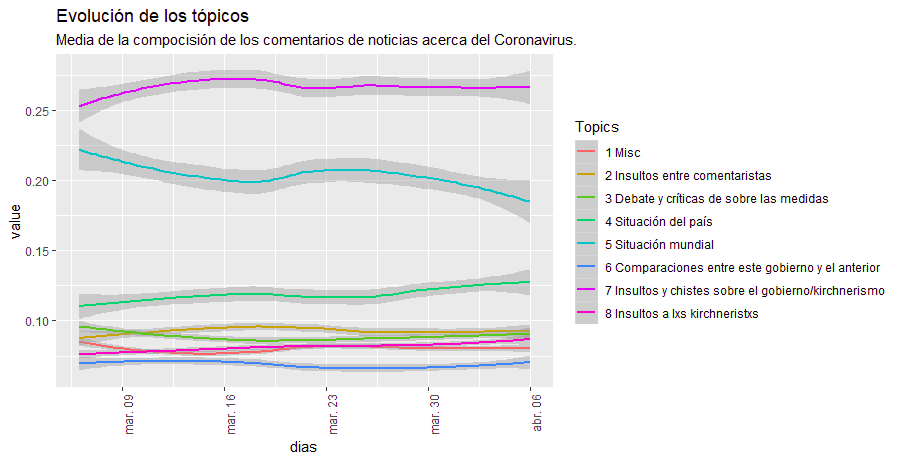 Evolución de los tópicos
Media de la compocisión de los comentarios de noticias acerca del Coronavirus.
value
0.25
0.20
0.15
0.10
mar. 09
mar. 16
mar. 23
mar. 30
abr. 06
dias
Topics
1 Misc
2 Insultos entre comentaristas
3 Debate y críticas de sobre las medidas
4 Situación del país
5 Situación mundial
6 Comparaciones entre este gobierno y el anterior
7 Insultos y chistes sobre el gobierno/kirchnerismo
8 Insultos a lxs kirchneristxs